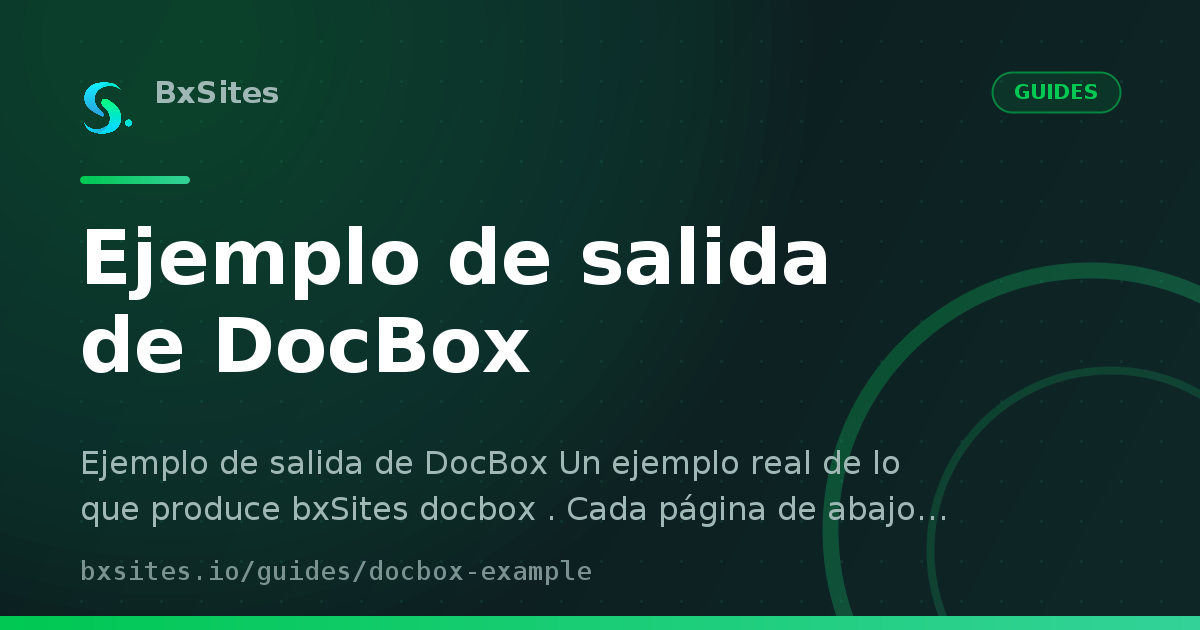 BxSites
GUIDES
Ejemplo de salida
de DocBox
Ejemplo de salida de DocBox Un ejemplo real de lo
que produce bxSites docbox . Cada página de abajo…
bxsites.io/guides/docbox-example